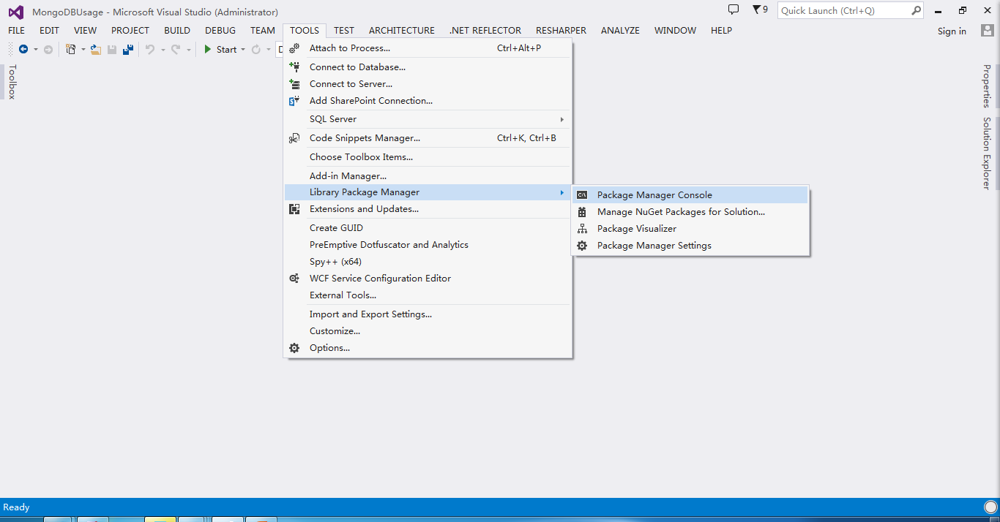 MongoDBUsage - Microsoft Visual Studio (Administrator)
9
Quick Launch (Ctrl+Q)
FILE EDIT VIEW PROJECT BUILD DEBUG TEAM TOOLS TEST ARCHITECTURE .NET REFLECTOR RESHARPER ANALYZE WINDOW HELP
Sign in
Start
Toolbox
Attach to Process... Ctrl+Alt+P
Connect to Database...
Connect to Server...
Add SharePoint Connection...
SQL Server
Code Snippets Manager... Ctrl+K, Ctrl+B
Choose Toolbox Items...
Add-in Manager...
Library Package Manager
Extensions and Updates...
Create GUID
PreEmptive Dotfuscator and Analytics
Spy++ (x64)
WCF Service Configuration Editor
External Tools...
Import and Export Settings...
Customize...
Options...
C:\
Package Manager Console
Manage NuGet Packages for Solution...
Package Visualizer
Package Manager Settings
Properties
Solution Explorer
Ready